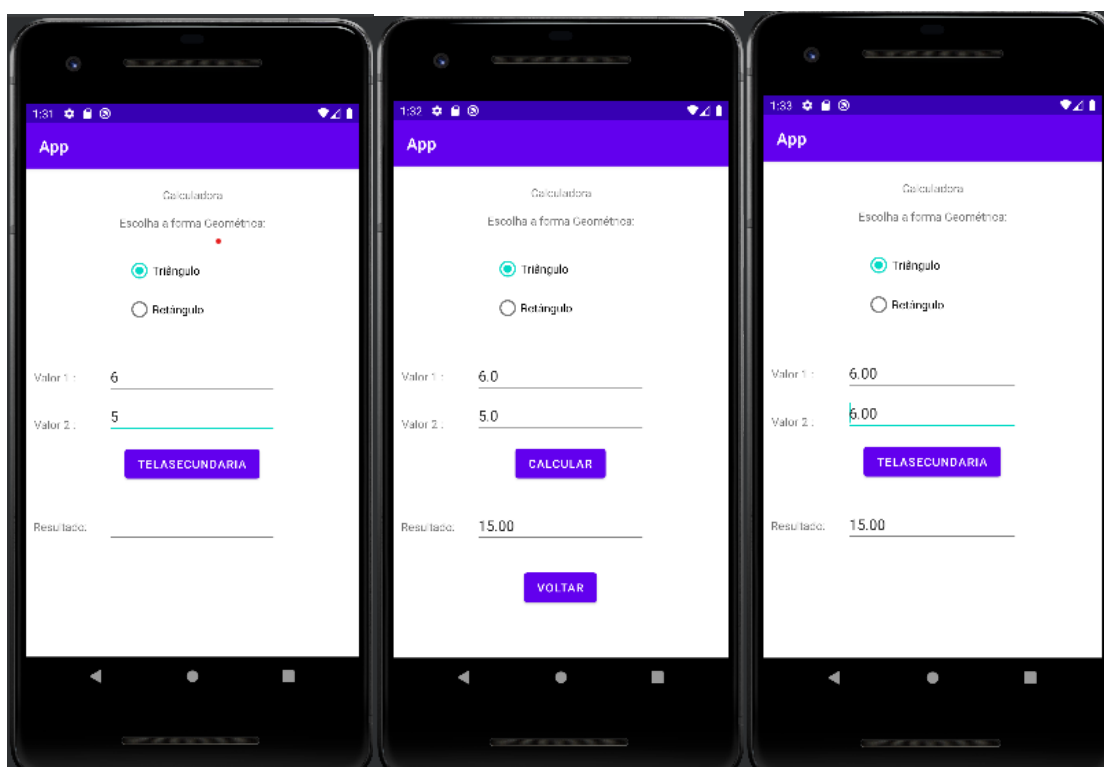 1:31
App
Calculadora
Escolha a forma Geométrica:
Triângulo
Retângulo
Valor 1 : 6
Valor 2 : 5
TELASECUNDARIA
Resultado:
1:32
App
Calculadora
Escolha a forma Geométrica:
Triângulo
Retângulo
Valor 1 : 6.0
Valor 2 : 5.0
CALCULAR
Resultado: 15.00
VOLTAR
1:33
App
Calculadora
Escolha a forma Geométrica:
Triângulo
Retângulo
Valor 1 : 6.00
Valor 2 : 6.00
TELASECUNDARIA
Resultado: 15.00